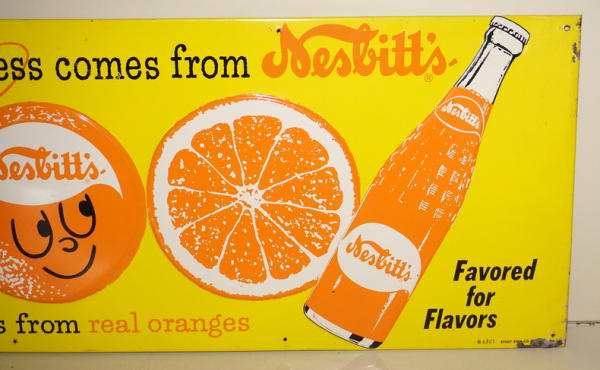 ess comes from Nesbitt's®
Nesbitt's
Nesbitt's
Nesbitt's
Favored
for
Flavors
s from real oranges